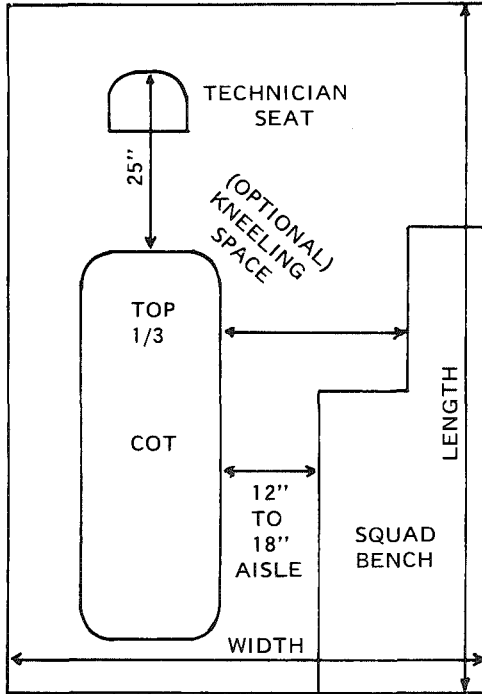 TECHNICIAN
SEAT
25"
(OPTIONAL)
KNEELING
SPACE
TOP
1/3
COT
LENGTH
12"
TO
18"
AISLE
SQUAD
BENCH
WIDTH